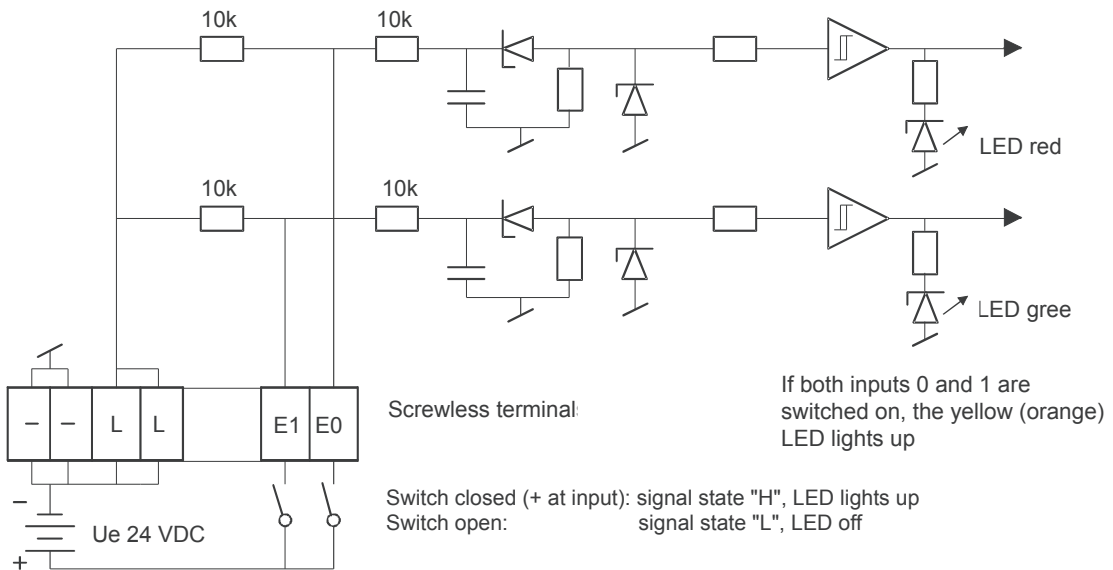 10k
10k
LED red
10k
10k
LED gree
If both inputs 0 and 1 are
switched on, the yellow (orange)
LED lights up
– – L L E1 E0
Screwless terminal
Switch closed (+ at input): signal state "H", LED lights up
Switch open: signal state "L", LED off
–
Ue 24 VDC
+